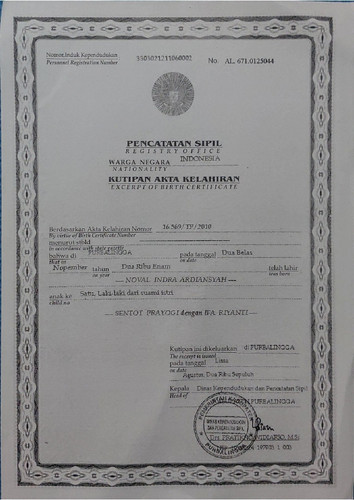 Nomor Induk Kependudukan
Personal Registration Number
No. AL. 671.0125044
PENCATATAN SIPIL
REGISTRY OFFICE
WARGA NEGARA INDONESIA
NATIONALITY
KUTIPAN AKTA KELAHIRAN
EXCERPT OF BIRTH CERTIFICATE
Berdasarkan Akta Kelahiran Nomor 16.569/TP/2010
By virtue of Birth Certificate Number
menurut stbld
in accordance with state gazette
bahwa di PURBALINGGA pada tanggal Dua Belas
that in on date
Nopember tahun Dua Ribu Enam telah lahir
year was born
NOVAL INDRA ARDIANSYAH
anak ke Satu, Laki-laki dari suami istri
child no
SENTOT PRAYOGI dengan IFA RIYANTI
Kutipan ini dikeluarkan di PURBALINGGA
The excerpt is issued
pada tanggal Lima
on date
Agustus Dua Ribu Sepuluh
Kepala Dinas Kependudukan dan Pencatatan Sipil
Head of
PURBALINGGA